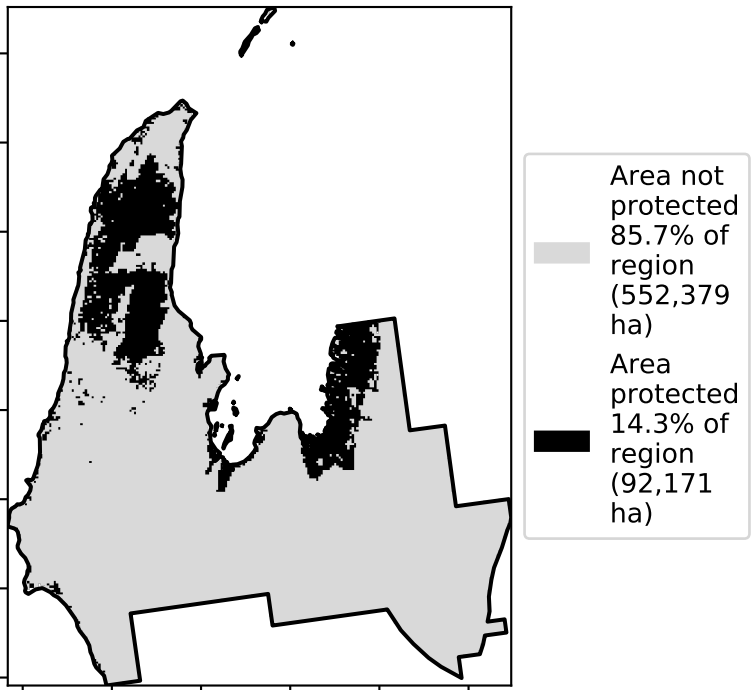 Area not
protected
85.7% of
region
(552,379
ha)
Area
protected
14.3% of
region
(92,171
ha)